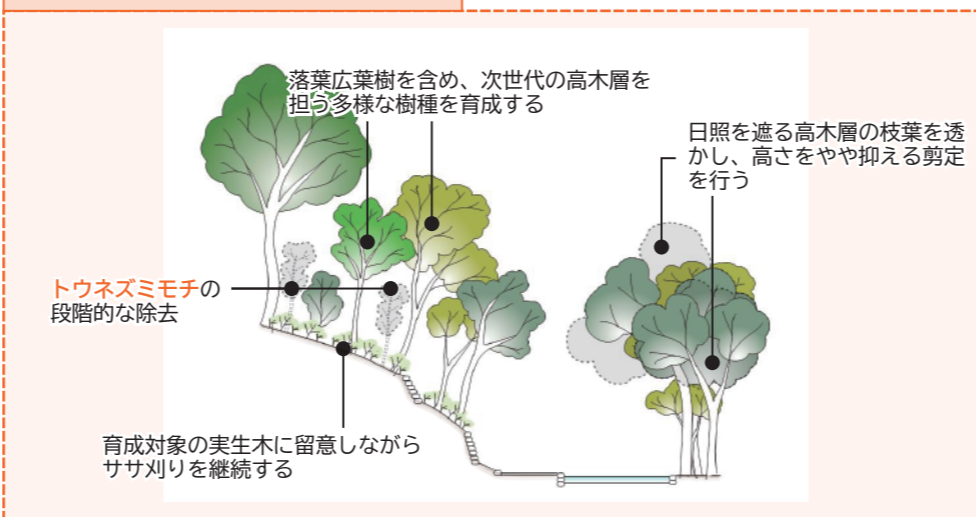 落葉広葉樹を含め、次世代の高木層を
担う多様な樹種を育成する
日照を遮る高木層の枝葉を透
かし、高さをやや抑える剪定
を行う
トウネズミモチの
段階的な除去
育成対象の実生木に留意しながら
ササ刈りを継続する